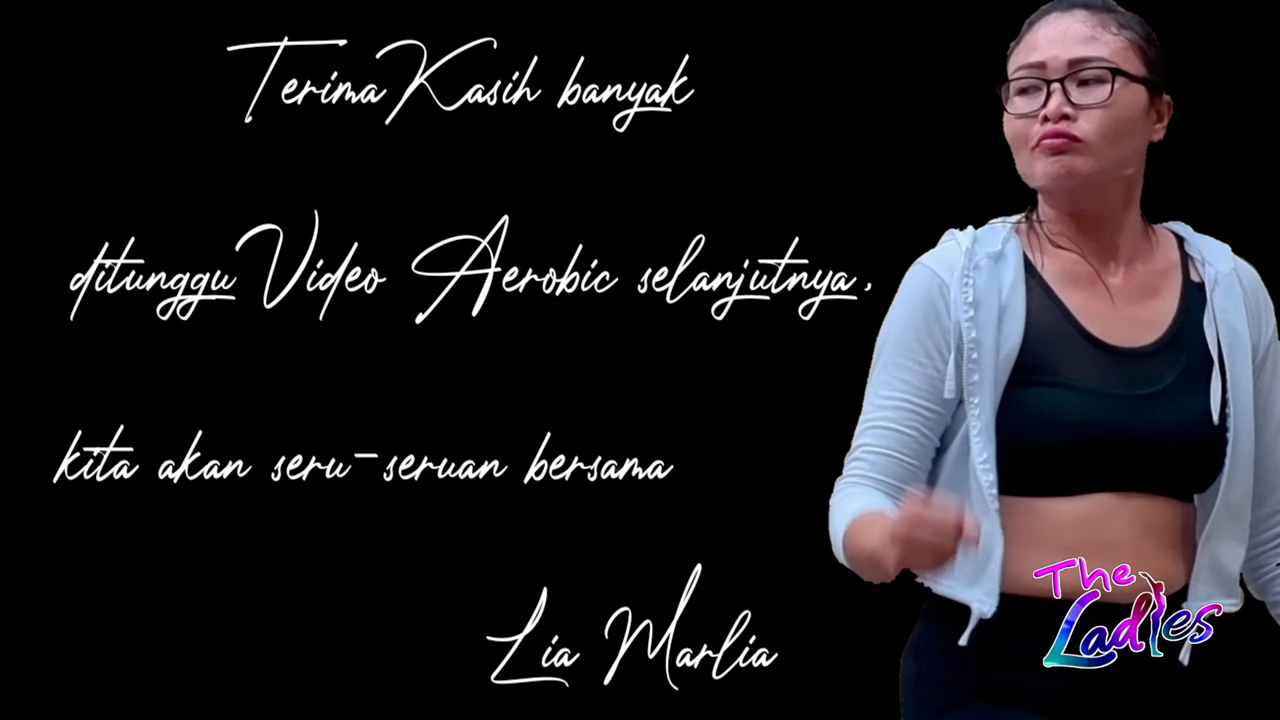 Terima Kasih banyak
ditunggu Video Aerobic selanjutnya,
kita akan seru-seruan bersama
Lia Marlia
The
Ladies